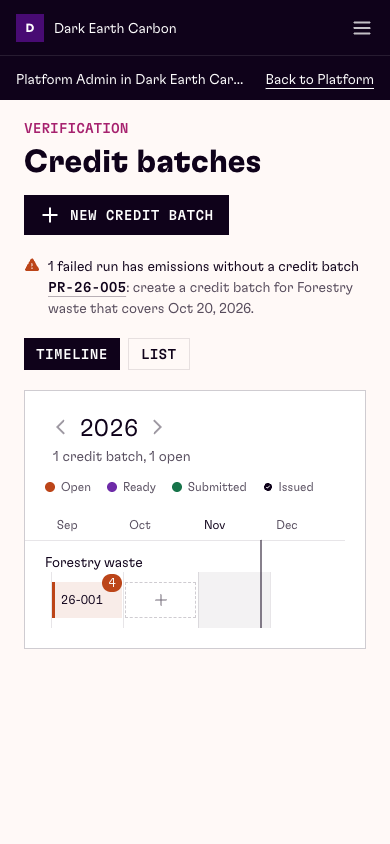 D Dark Earth Carbon
Platform Admin in Dark Earth Car... Back to Platform
VERIFICATION
Credit batches
NEW CREDIT BATCH
1 failed run has emissions without a credit batch
PR-26-005: create a credit batch for Forestry
waste that covers Oct 20, 2026.
TIMELINE LIST
2026
1 credit batch, 1 open
Open Ready Submitted Issued
Sep Oct Nov Dec
Forestry waste
4
26-001